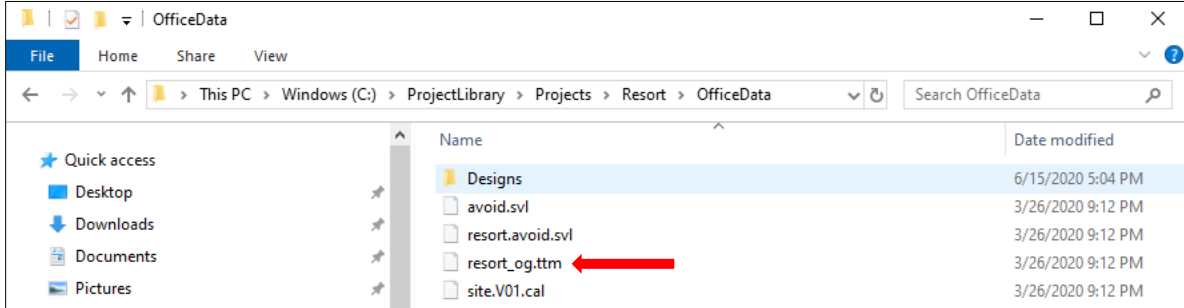 OfficeData
File Home Share View
This PC > Windows (C:) > ProjectLibrary > Projects > Resort > OfficeData Search OfficeData
Name Date modified
Quick access
Desktop
Downloads
Documents
Pictures
Designs 6/15/2020 5:04 PM
avoid.svl 3/26/2020 9:12 PM
resort.avoid.svl 3/26/2020 9:12 PM
resort_og.ttm 3/26/2020 9:12 PM
site.V01.cal 3/26/2020 9:12 PM